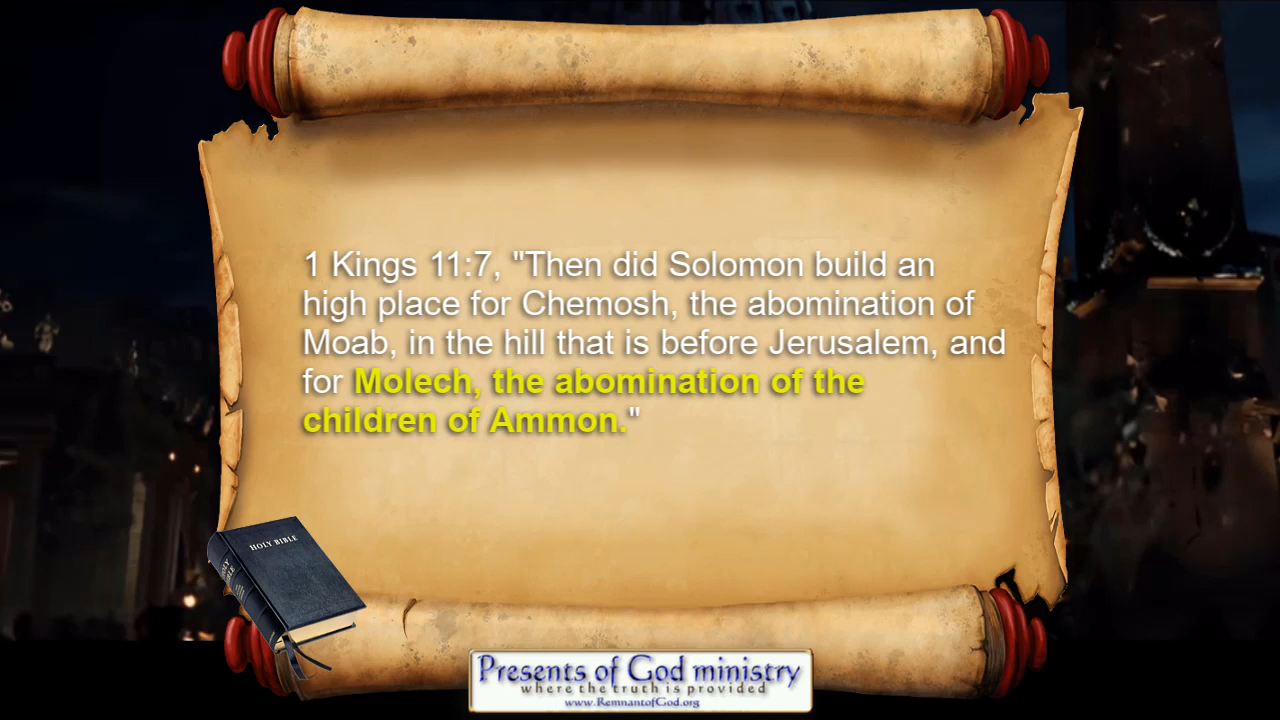 1 Kings 11:7, "Then did Solomon build an
high place for Chemosh, the abomination of
Moab, in the hill that is before Jerusalem, and
for Molech, the abomination of the
children of Ammon."
HOLY BIBLE
HOLY BIBLE
Presents of God ministry
where the truth is provided
www.RemnantofGod.org